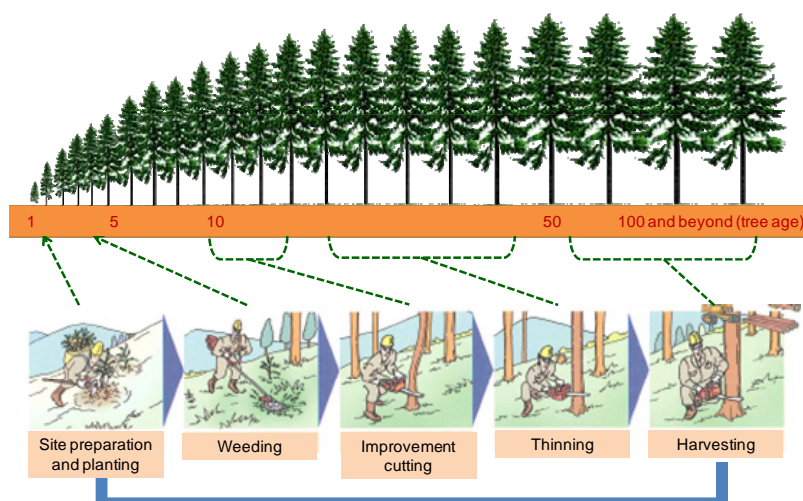 1 5 10 50 100 and beyond (tree age)
Site preparation
and planting
Weeding
Improvement
cutting
Thinning
Harvesting